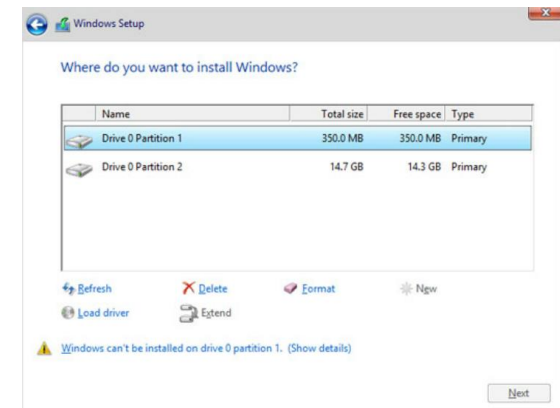 Windows Setup
Where do you want to install Windows?
Name Total size Free space Type
Drive 0 Partition 1 350.0 MB 350.0 MB Primary
Drive 0 Partition 2 14.7 GB 14.3 GB Primary
Refresh Delete Format New
Load driver Extend
Windows can't be installed on drive 0 partition 1. (Show details)
Next